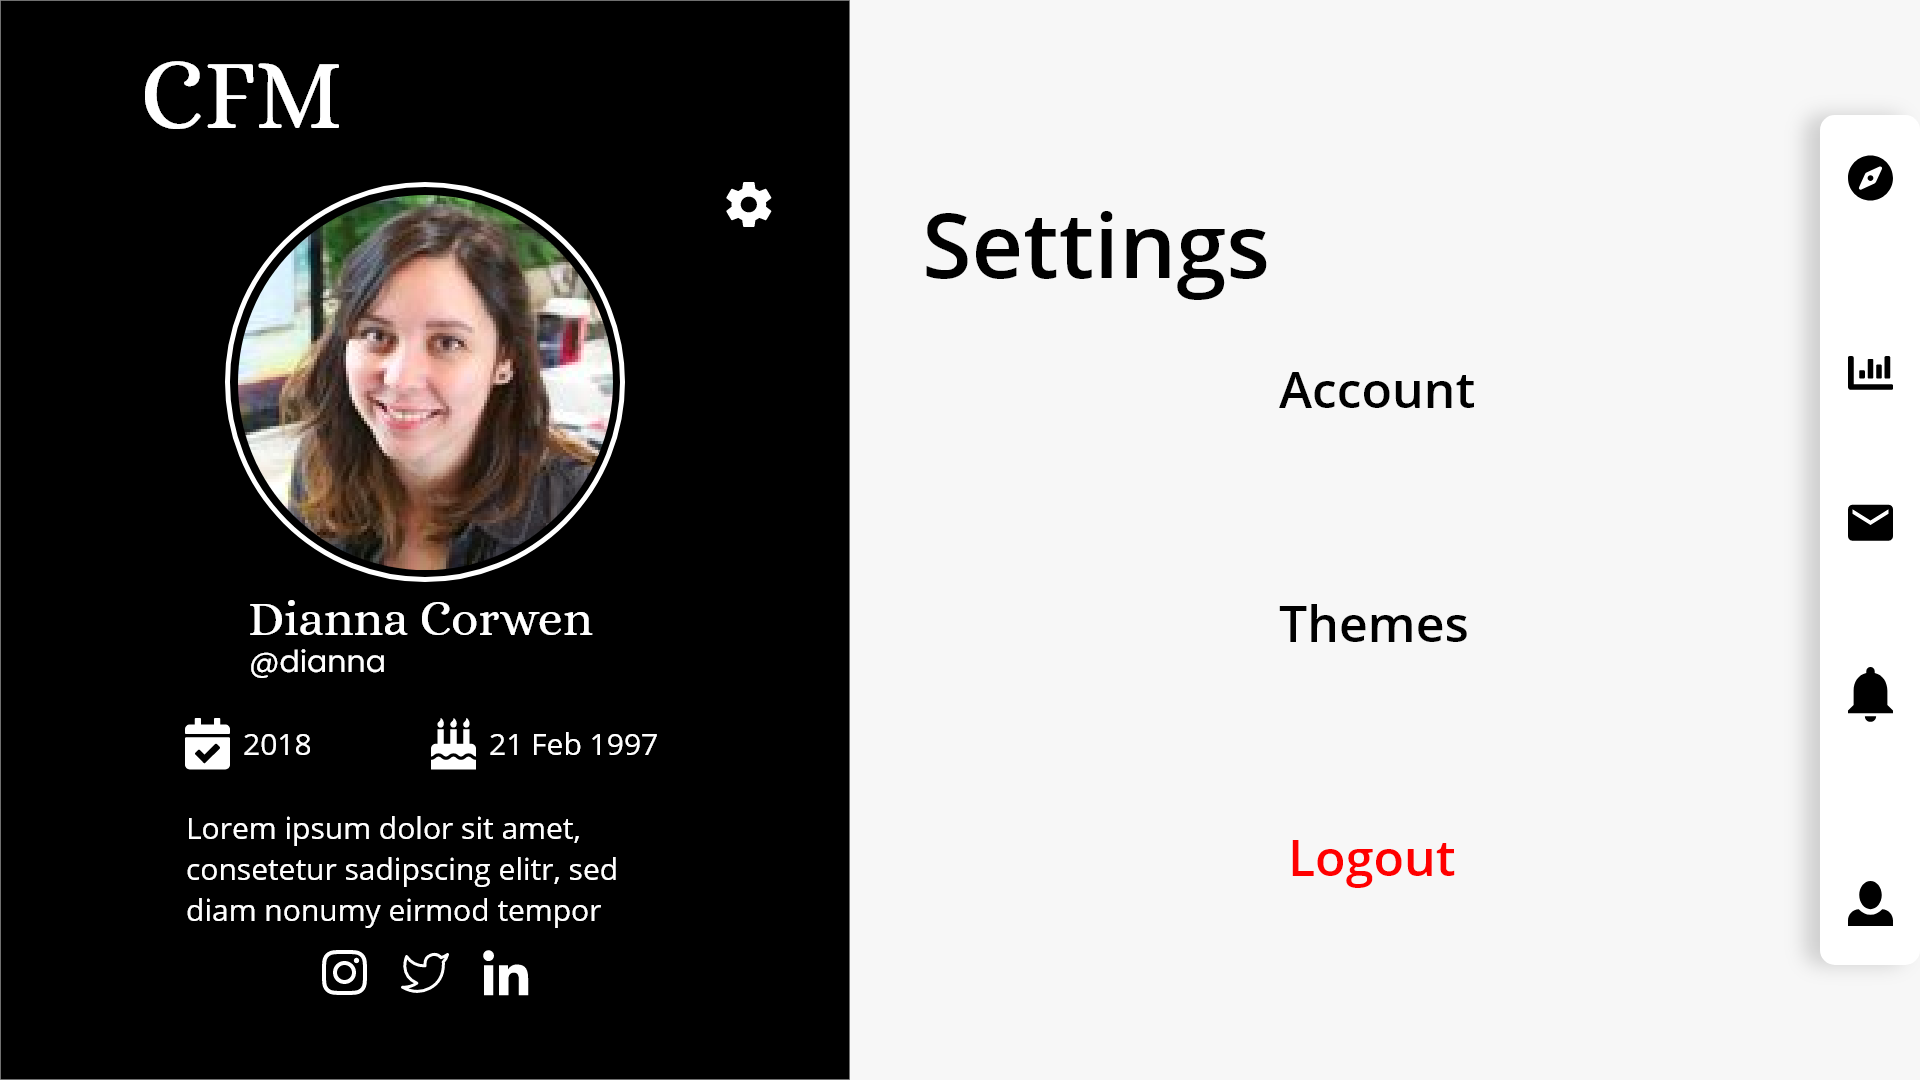 CFM
Dianna Corwen
@dianna
2018
21 Feb 1997
Lorem ipsum dolor sit amet,
consetetur sadipscing elitr, sed
diam nonumy eirmod tempor
Settings
Account
Themes
Logout